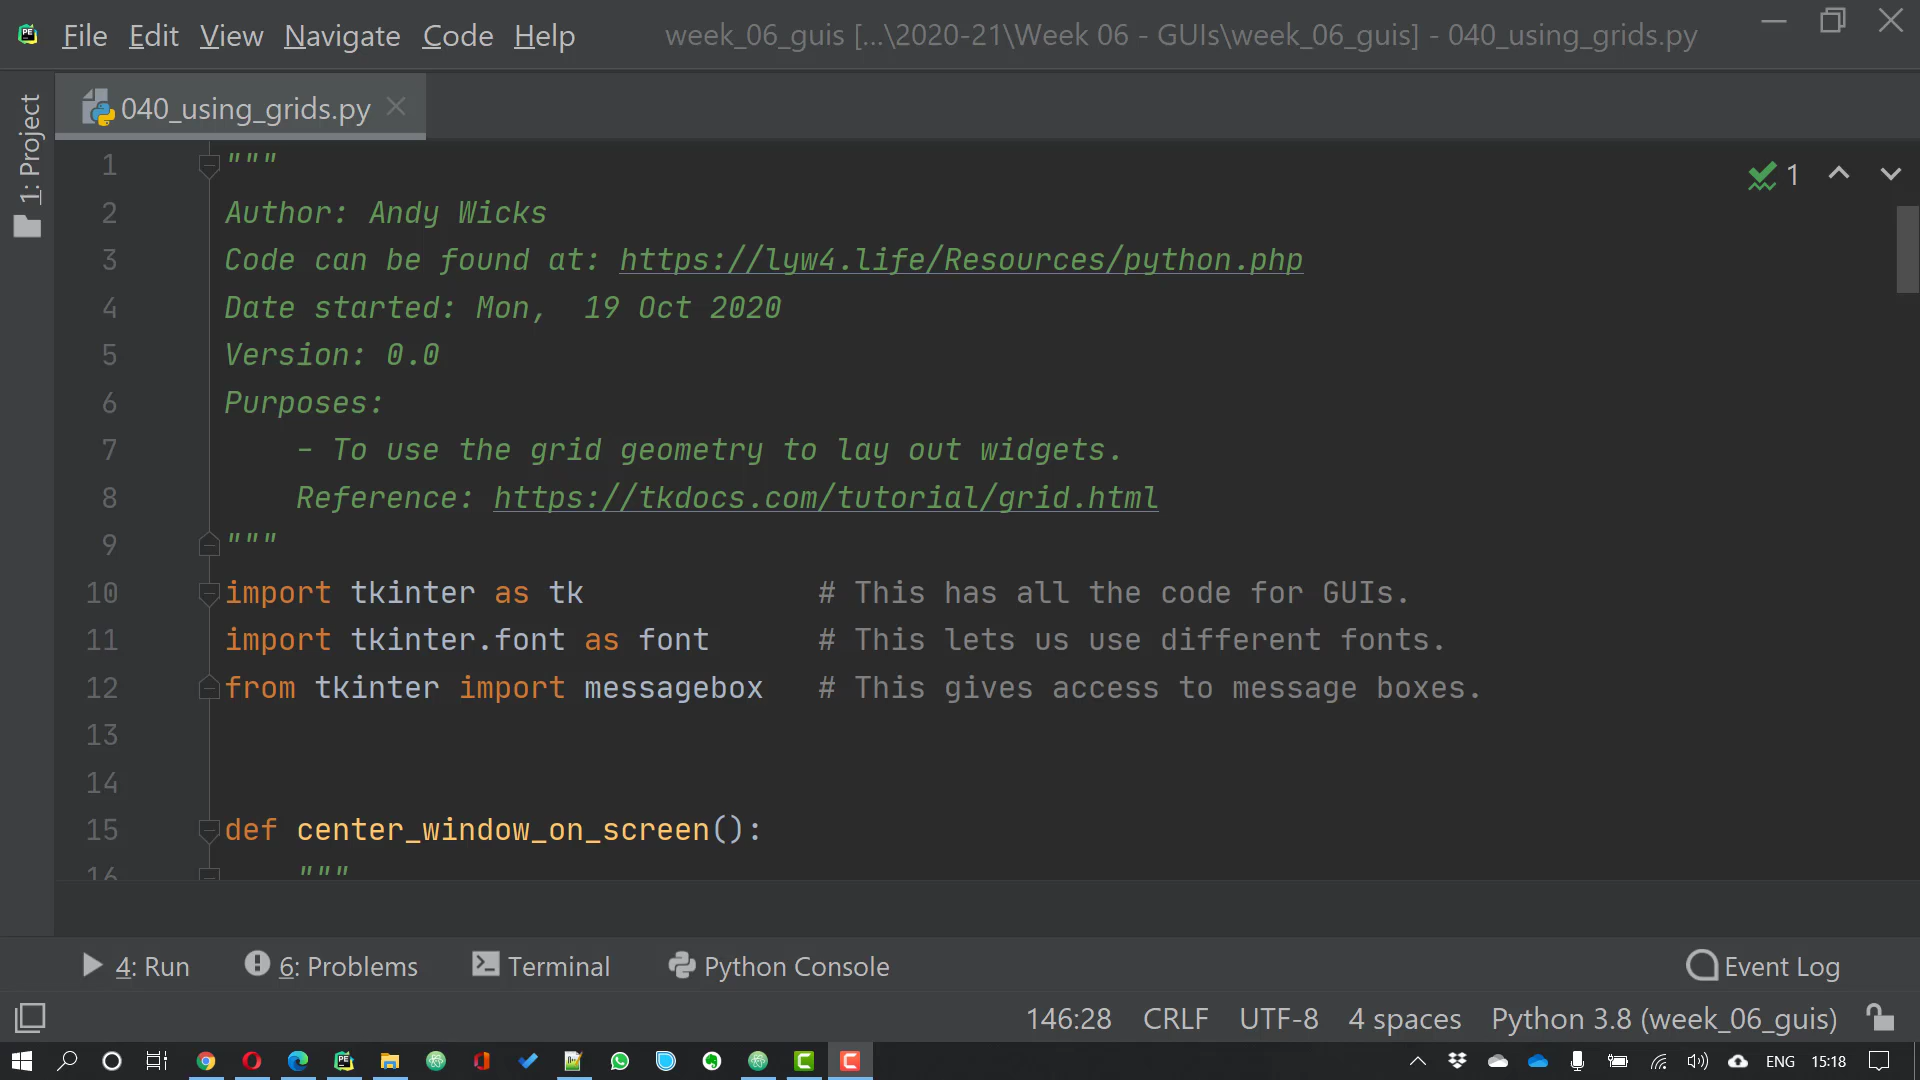 File Edit View Navigate Code Help week_06_guis [...\2020-21\Week 06 - GUIs\week_06_guis] - 040_using_grids.py
040_using_grids.py
1: Project
1 """
2 Author: Andy Wicks
3 Code can be found at: https://lyw4.life/Resources/python.php
4 Date started: Mon,  19 Oct 2020
5 Version: 0.0
6 Purposes:
7     - To use the grid geometry to lay out widgets.
8     Reference: https://tkdocs.com/tutorial/grid.html
9 """
10 import tkinter as tk             # This has all the code for GUIs.
11 import tkinter.font as font      # This lets us use different fonts.
12 from tkinter import messagebox   # This gives access to message boxes.
13
14
15 def center_window_on_screen():
16     """
1
4: Run 6: Problems Terminal Python Console Event Log
146:28 CRLF UTF-8 4 spaces Python 3.8 (week_06_guis)
ENG 15:18